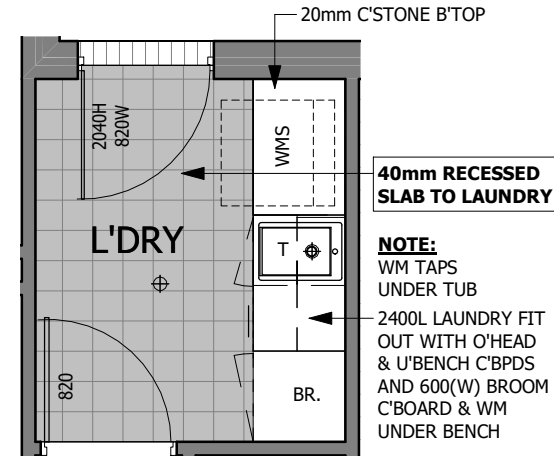 20mm C'STONE B'TOP
2040H
820W
WMS
40mm RECESSED
SLAB TO LAUNDRY
L'DRY
T
NOTE:
WM TAPS
UNDER TUB
2400L LAUNDRY FIT
OUT WITH O'HEAD
& U'BENCH C'BPDS
AND 600(W) BROOM
C'BOARD & WM
UNDER BENCH
820
BR.